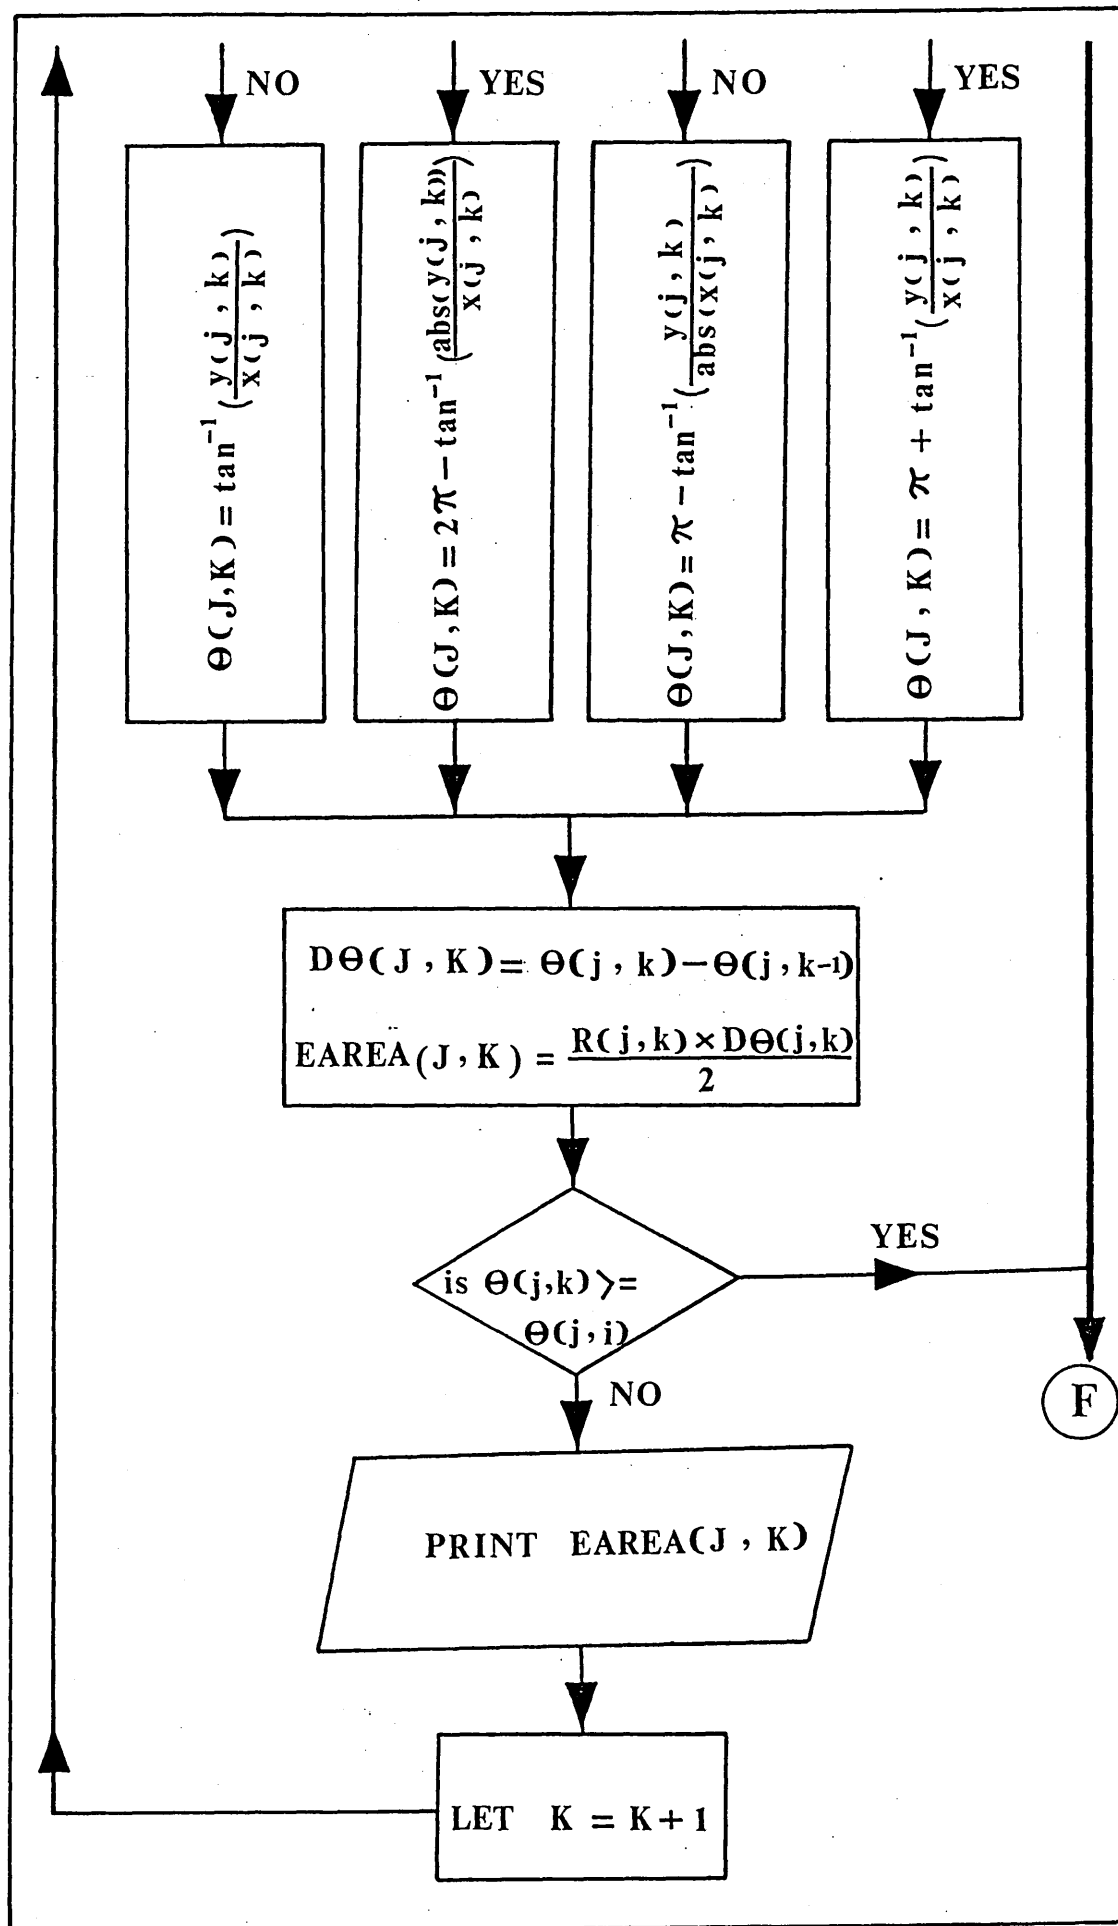 NO
YES
NO
YES
Θ(J,K) = tan⁻¹(y(j , k)/x(j , k))
Θ(J,K) = 2π − tan⁻¹(abs(y(j , k))/x(j , k))
Θ(J,K) = π − tan⁻¹(y(j , k)/abs(x(j , k))
Θ(J , K) = π + tan⁻¹(y(j , k)/x(j , k))
DΘ(J , K) = Θ(j , k) − Θ(j , k-1)
EAREA(J , K) = R(j,k) × DΘ(j,k)/2
is Θ(j,k) >=
Θ(j , i)
YES
NO
F
PRINT EAREA(J , K)
LET K = K + 1